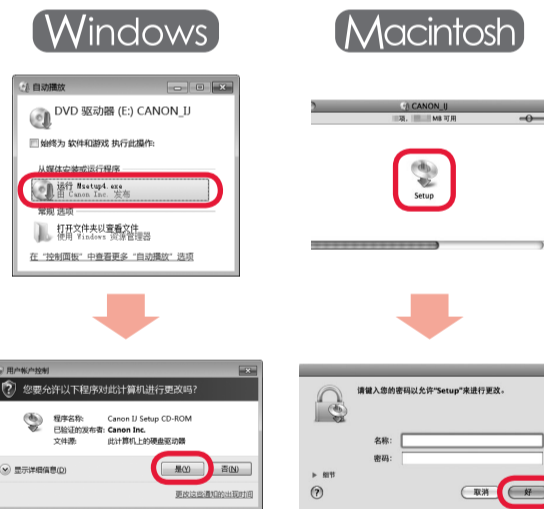 Windows
自动播放
DVD 驱动器 (E:) CANON_IJ
始终为 软件和游戏 执行此操作:
从媒体安装或运行程序
运行 Msetup4.exe
由 Canon Inc. 发布
常规 选项
打开文件夹以查看文件
使用 Windows 资源管理器
在 "控制面板" 中查看更多 "自动播放" 选项
用户帐户控制
您要允许以下程序对此计算机进行更改吗?
程序名称: Canon IJ Setup CD-ROM
已验证的发布者: Canon Inc.
文件源: 此计算机上的硬盘驱动器
显示详细信息(D)
是(Y)
否(N)
更改这些通知的出现时间
Macintosh
CANON_IJ
项, MB 可用
Setup
请键入您的密码以允许"Setup"来进行更改。
名称:
密码:
细节
?
取消
好